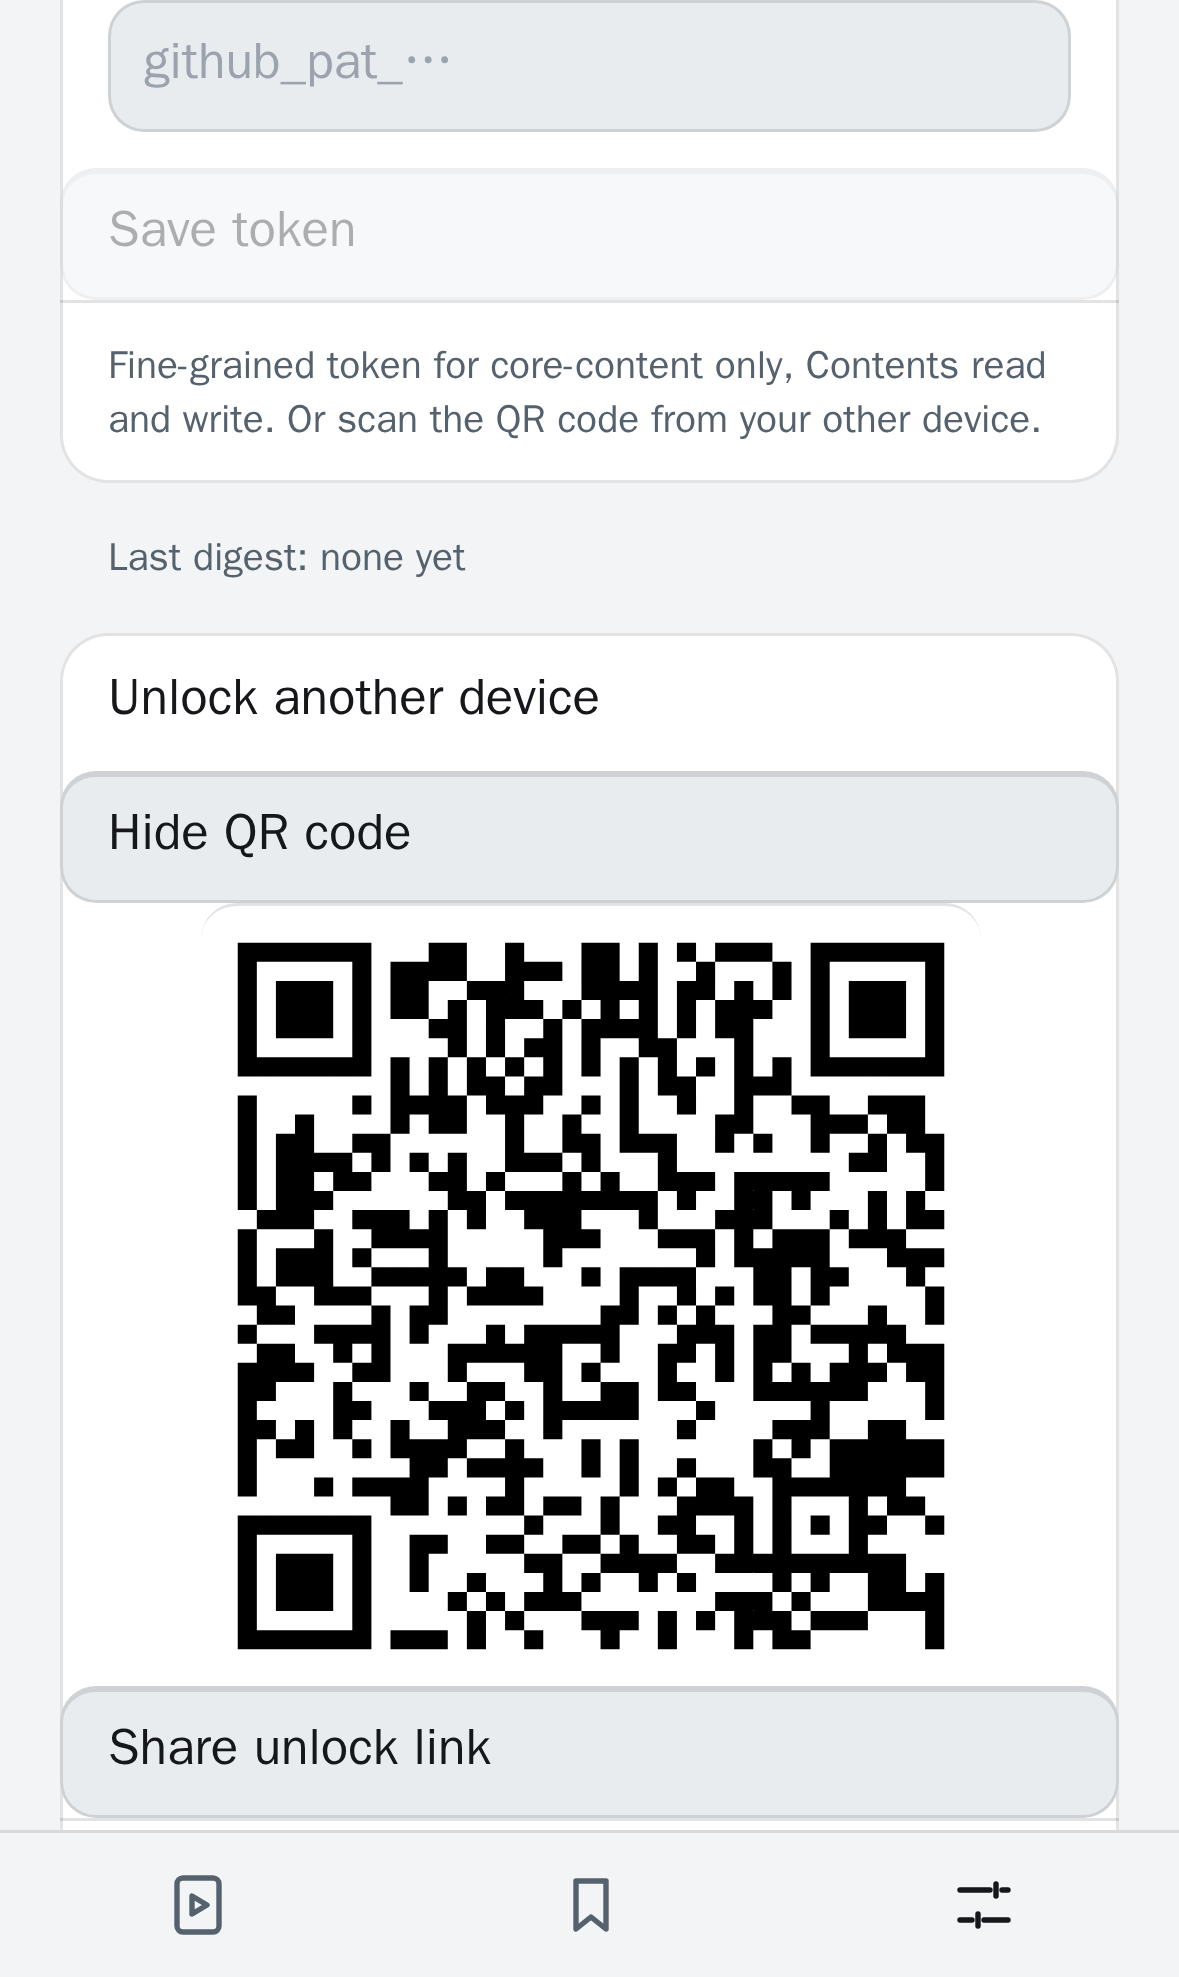 github_pat_…
Save token
Fine-grained token for core-content only, Contents read
and write. Or scan the QR code from your other device.
Last digest: none yet
Unlock another device
Hide QR code
Share unlock link